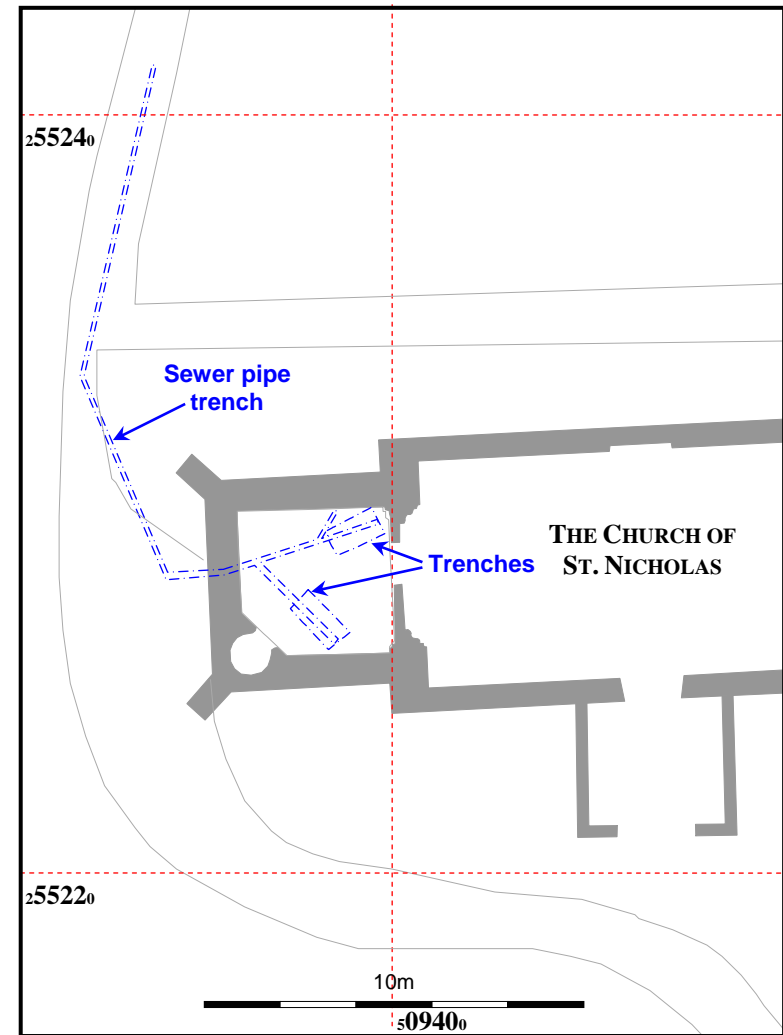 255240
Sewer pipe
trench
THE CHURCH OF
ST. NICHOLAS
Trenches
255220
10m
509400